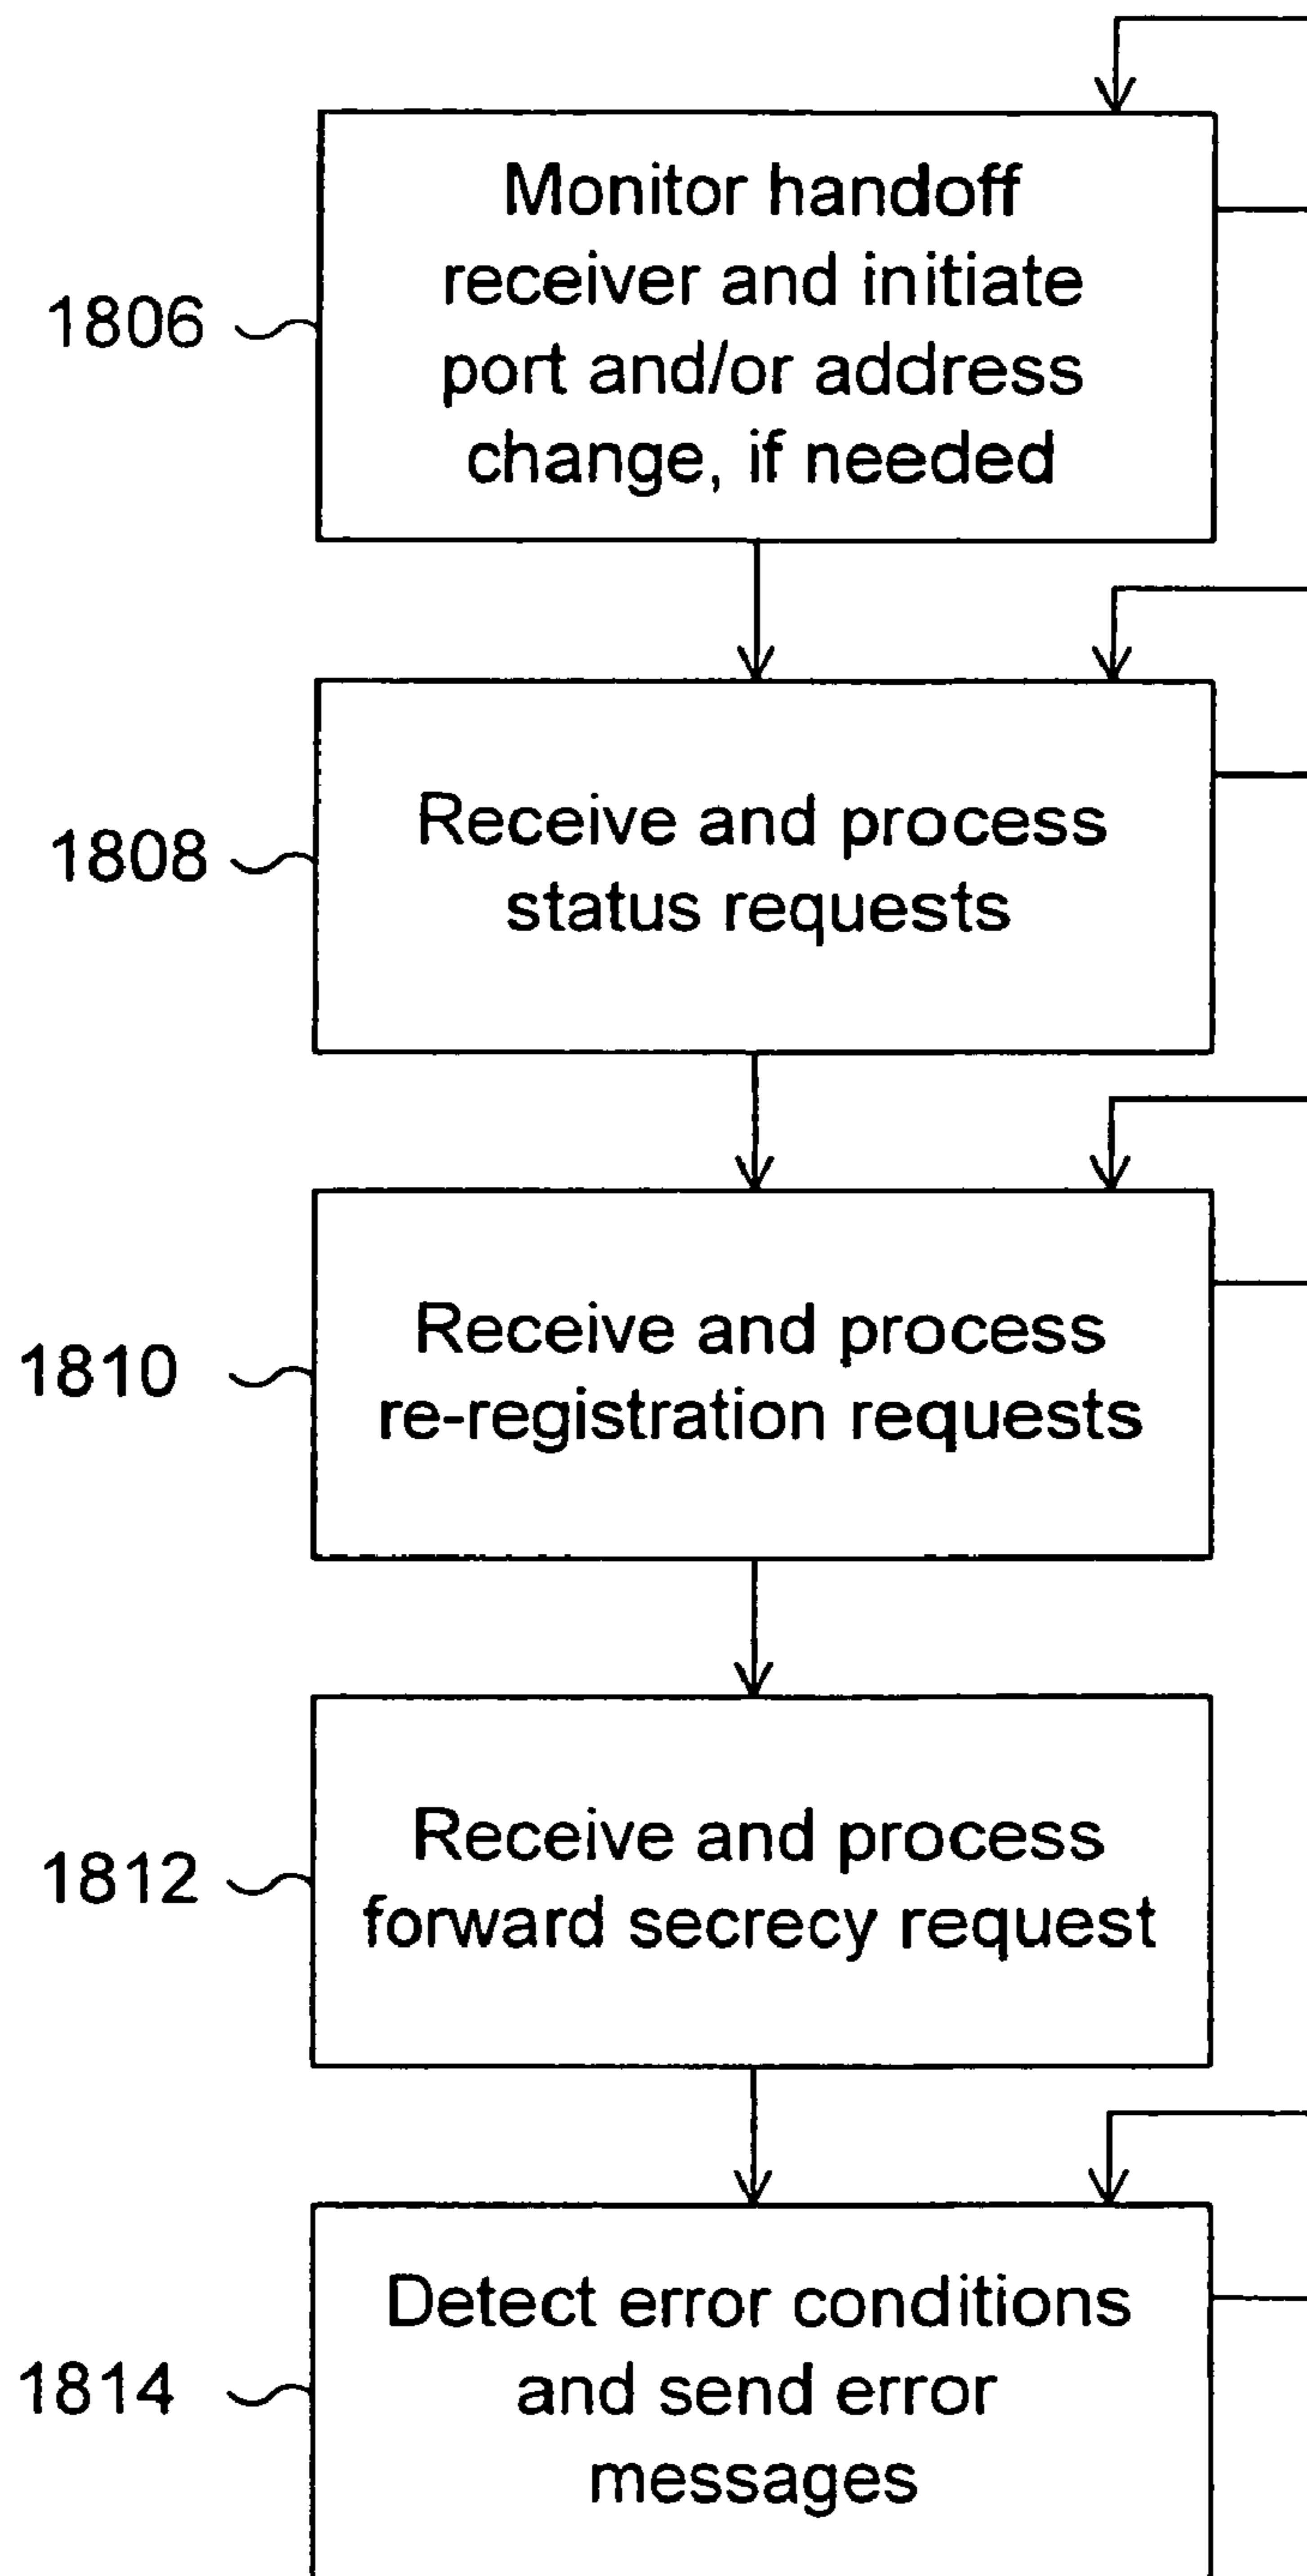 Monitor handoff
receiver and initiate
port and/or address
change, if needed
1806
Receive and process
status requests
1808
Receive and process
re-registration requests
1810
Receive and process
forward secrecy request
1812
Detect error conditions
and send error
messages
1814